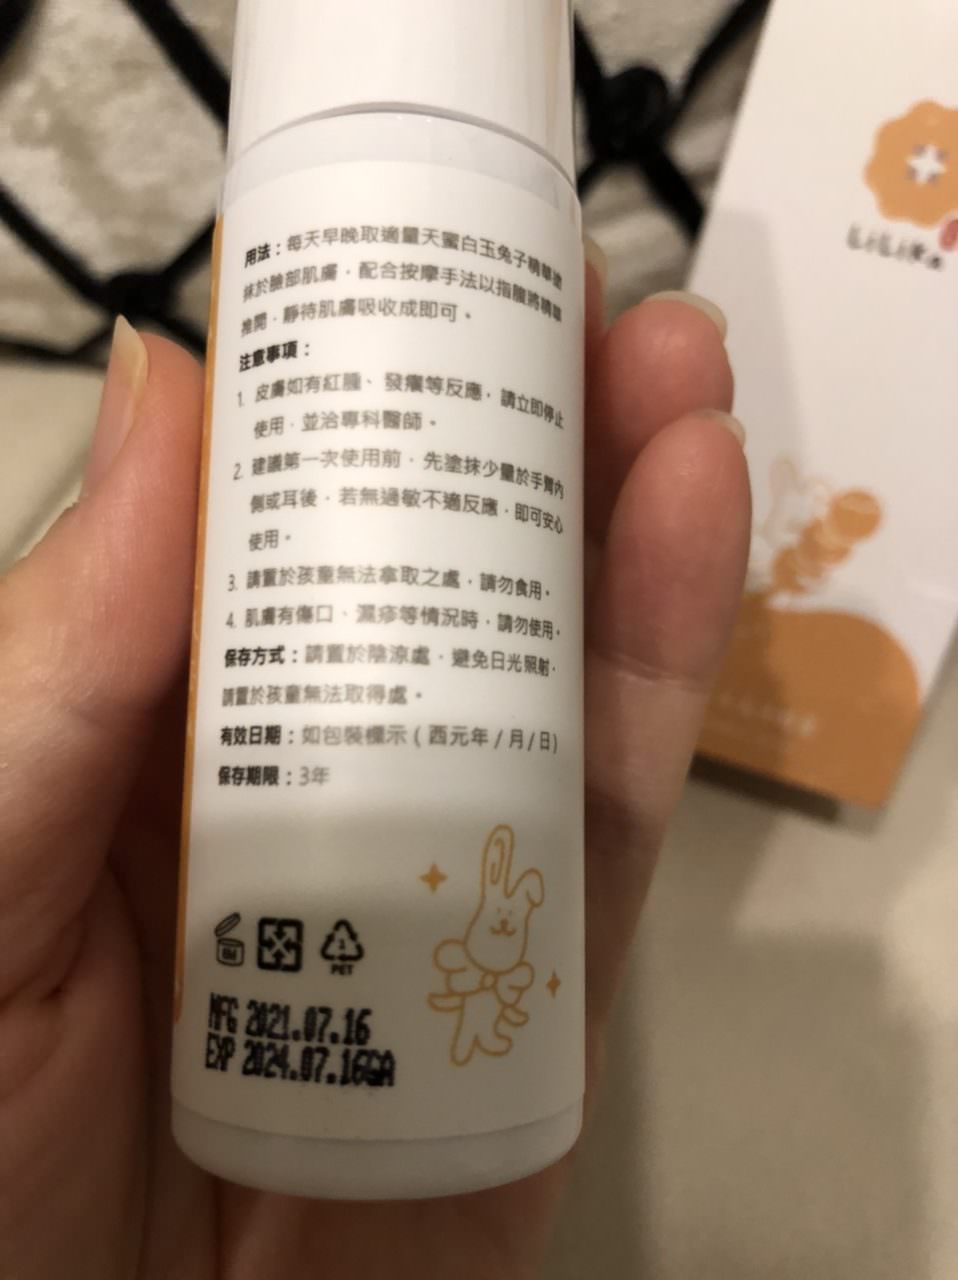 用法：每天早晚取適量天蜜白玉兔子精華塗
抹於臉部肌膚，配合按摩手法以指腹將精華
推開，靜待肌膚吸收成即可。
注意事項：
1. 皮膚如有紅腫、發癢等反應，請立即停止
使用，並洽專科醫師。
2. 建議第一次使用前，先塗抹少量於手臂內
側或耳後，若無過敏不適反應，即可安心
使用。
3. 請置於孩童無法拿取之處，請勿食用。
4. 肌膚有傷口、濕疹等情況時，請勿使用。
保存方式：請置於陰涼處，避免日光照射，
請置於孩童無法取得處。
有效日期：如包裝標示(西元年/月/日)
保存期限：3年
1
PET
MFG 2021.07.16
EXP 2024.07.16GA
LiLiRa